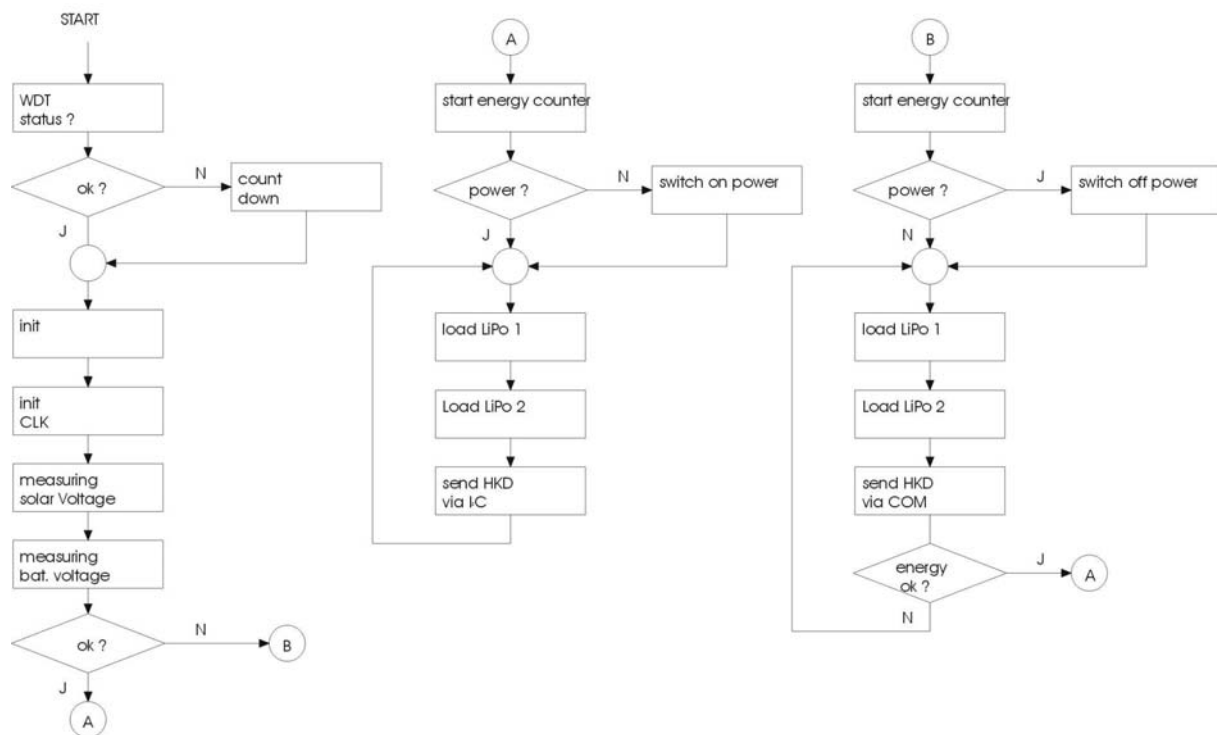 START
WDT
status ?
ok ?
N
count
down
J
init
init
CLK
measuring
solar Voltage
measuring
bat. voltage
ok ?
N
B
J
A
A
start energy counter
power ?
N
switch on power
J
load LiPo 1
Load LiPo 2
send HKD
via I²C
B
start energy counter
power ?
J
switch off power
N
load LiPo 1
Load LiPo 2
send HKD
via COM
energy
ok ?
J
A
N